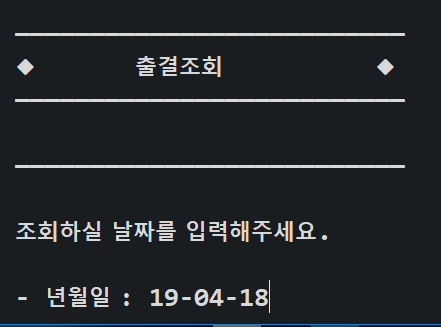 ◆ 출결조회 ◆
조회하실 날짜를 입력해주세요.
- 년월일 : 19-04-18